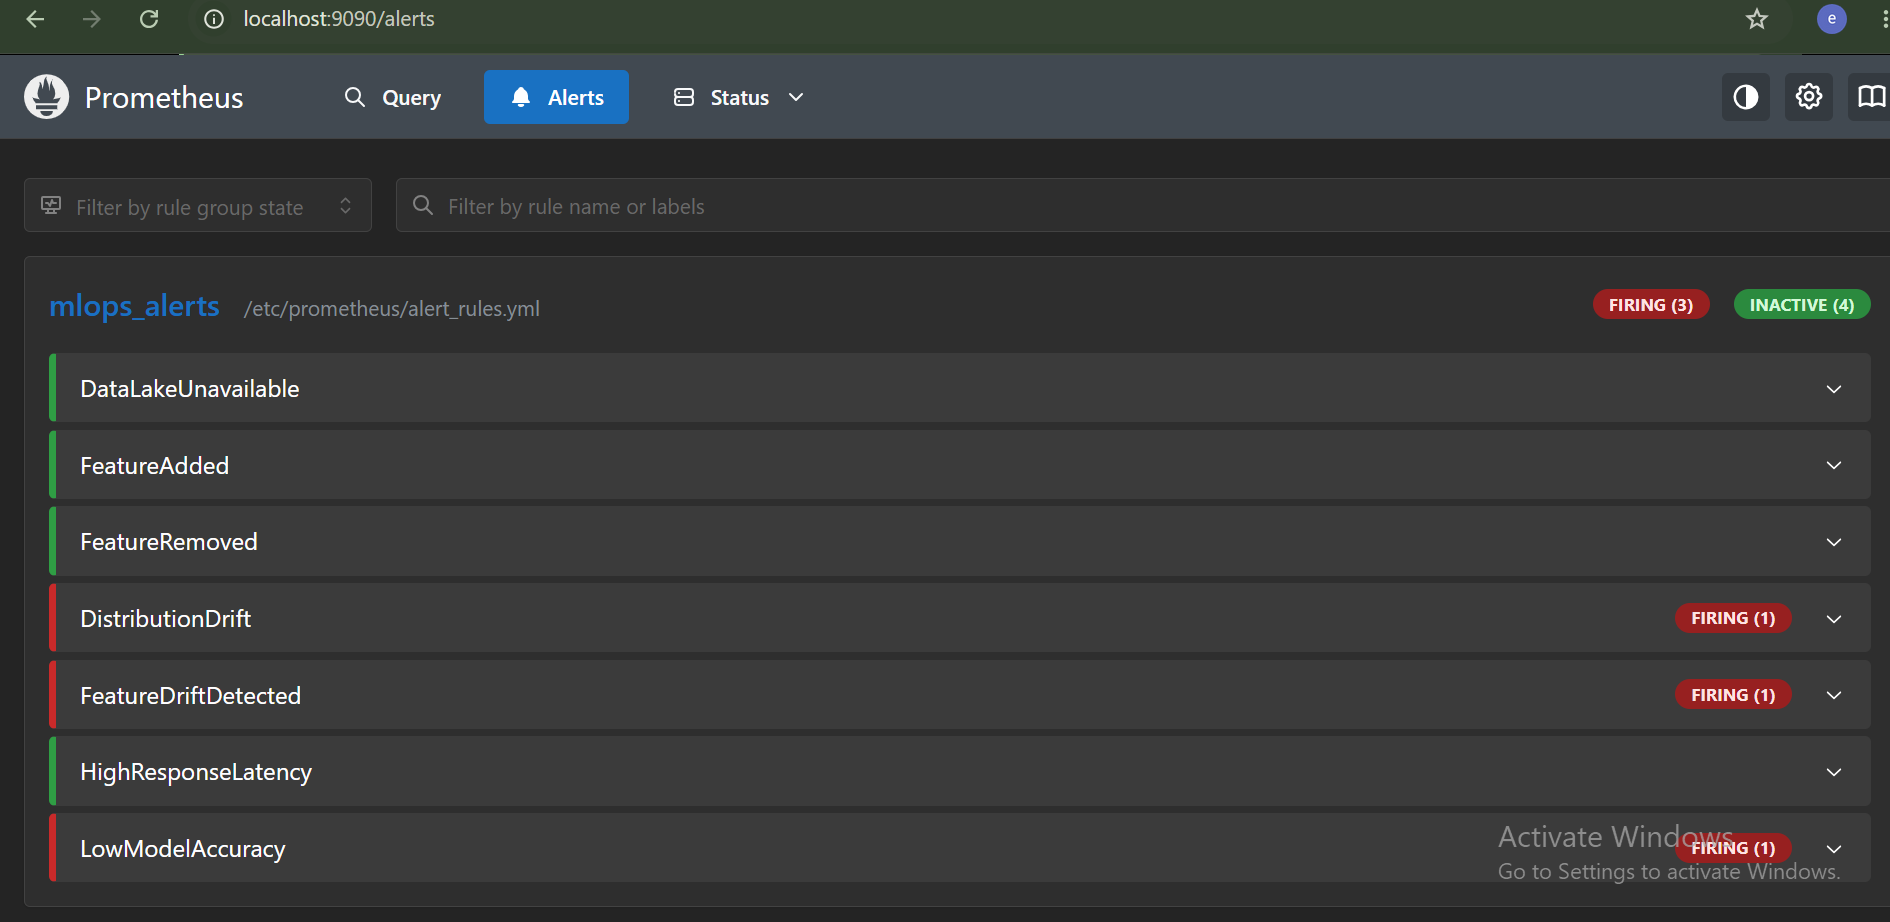 localhost:9090/alerts
e
Prometheus Query Alerts Status
Filter by rule group state Filter by rule name or labels
mlops_alerts /etc/prometheus/alert_rules.yml FIRING (3) INACTIVE (4)
DataLakeUnavailable
FeatureAdded
FeatureRemoved
DistributionDrift FIRING (1)
FeatureDriftDetected FIRING (1)
HighResponseLatency
LowModelAccuracy FIRING (1)
Activate Windows
Go to Settings to activate Windows.